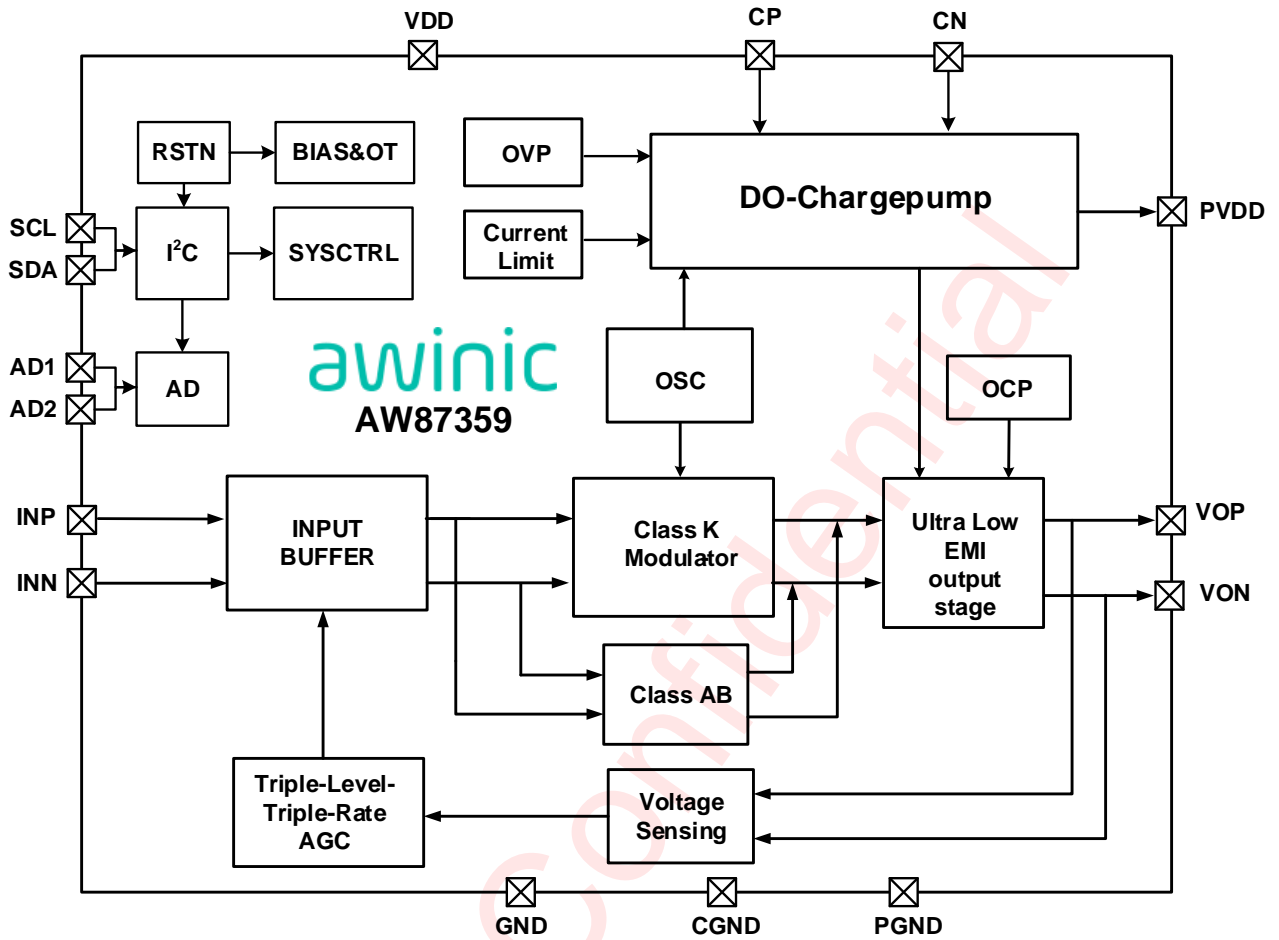 VDD
CP
CN
RSTN
BIAS&OT
OVP
DO-Chargepump
PVDD
SCL
SDA
I²C
SYSCTRL
Current
Limit
AD1
AD2
AD
awinic
AW87359
OSC
OCP
INP
INN
INPUT
BUFFER
Class K
Modulator
Ultra Low
EMI
output
stage
VOP
VON
Class AB
Triple-Level-
Triple-Rate
AGC
Voltage
Sensing
GND
CGND
PGND
Confidential